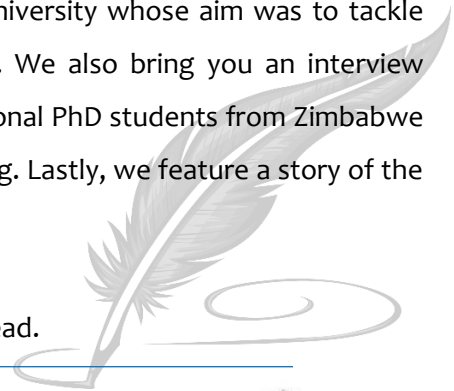 niversity whose aim was to tackle
. We also bring you an interview
onal PhD students from Zimbabwe
g. Lastly, we feature a story of the
ead.